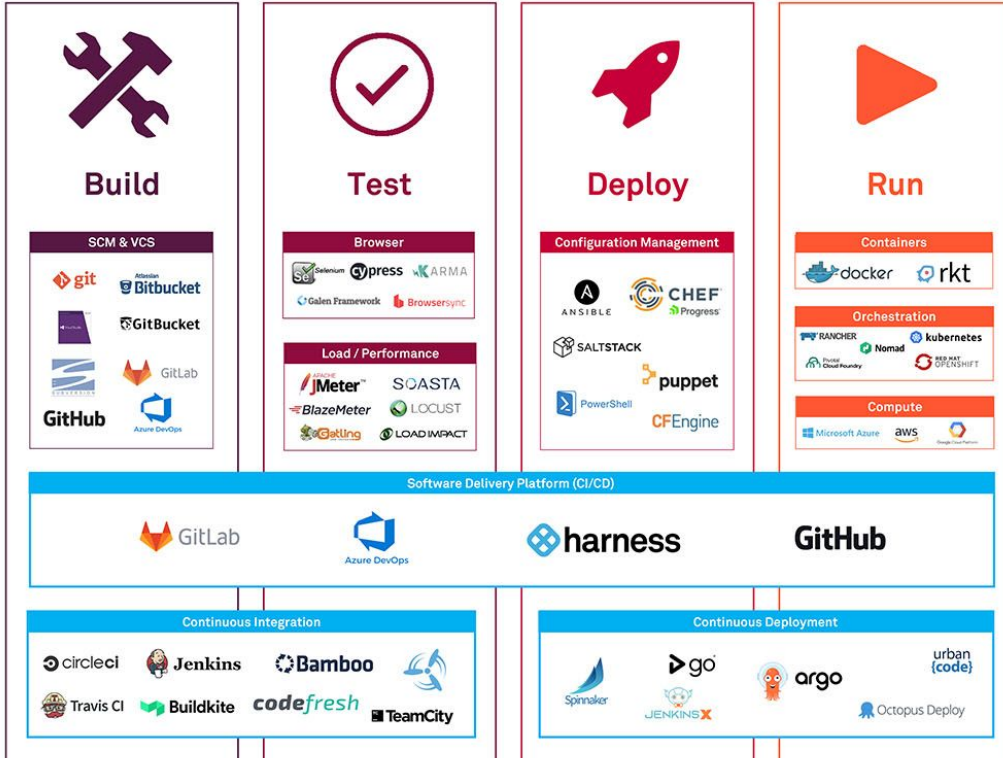 Build
Test
Deploy
Run
SCM & VCS
git
Atlassian
Bitbucket
GitBucket
SUBVERSION
GitLab
GitHub
Azure DevOps
Browser
Se Selenium
cypress
KARMA
Galen Framework
Browsersync
Load / Performance
APACHE
JMeter™
SOASTA
BlazeMeter
LOCUST
Gatling
LOAD IMPACT
Configuration Management
ANSIBLE
CHEF
Progress®
SALTSTACK
puppet
PowerShell
CFEngine
Containers
docker
rkt
Orchestration
RANCHER
kubernetes
Nomad
Pivotal
Cloud Foundry
RED HAT
OPENSHIFT
Compute
Microsoft Azure
aws
Google Cloud Platform
Software Delivery Platform (CI/CD)
GitLab
Azure DevOps
harness
GitHub
Continuous Integration
circleci
Jenkins
Bamboo
Travis CI
Buildkite
codefresh
TeamCity
Continuous Deployment
Spinnaker
go
JENKINS X
argo
urban
{code}
Octopus Deploy